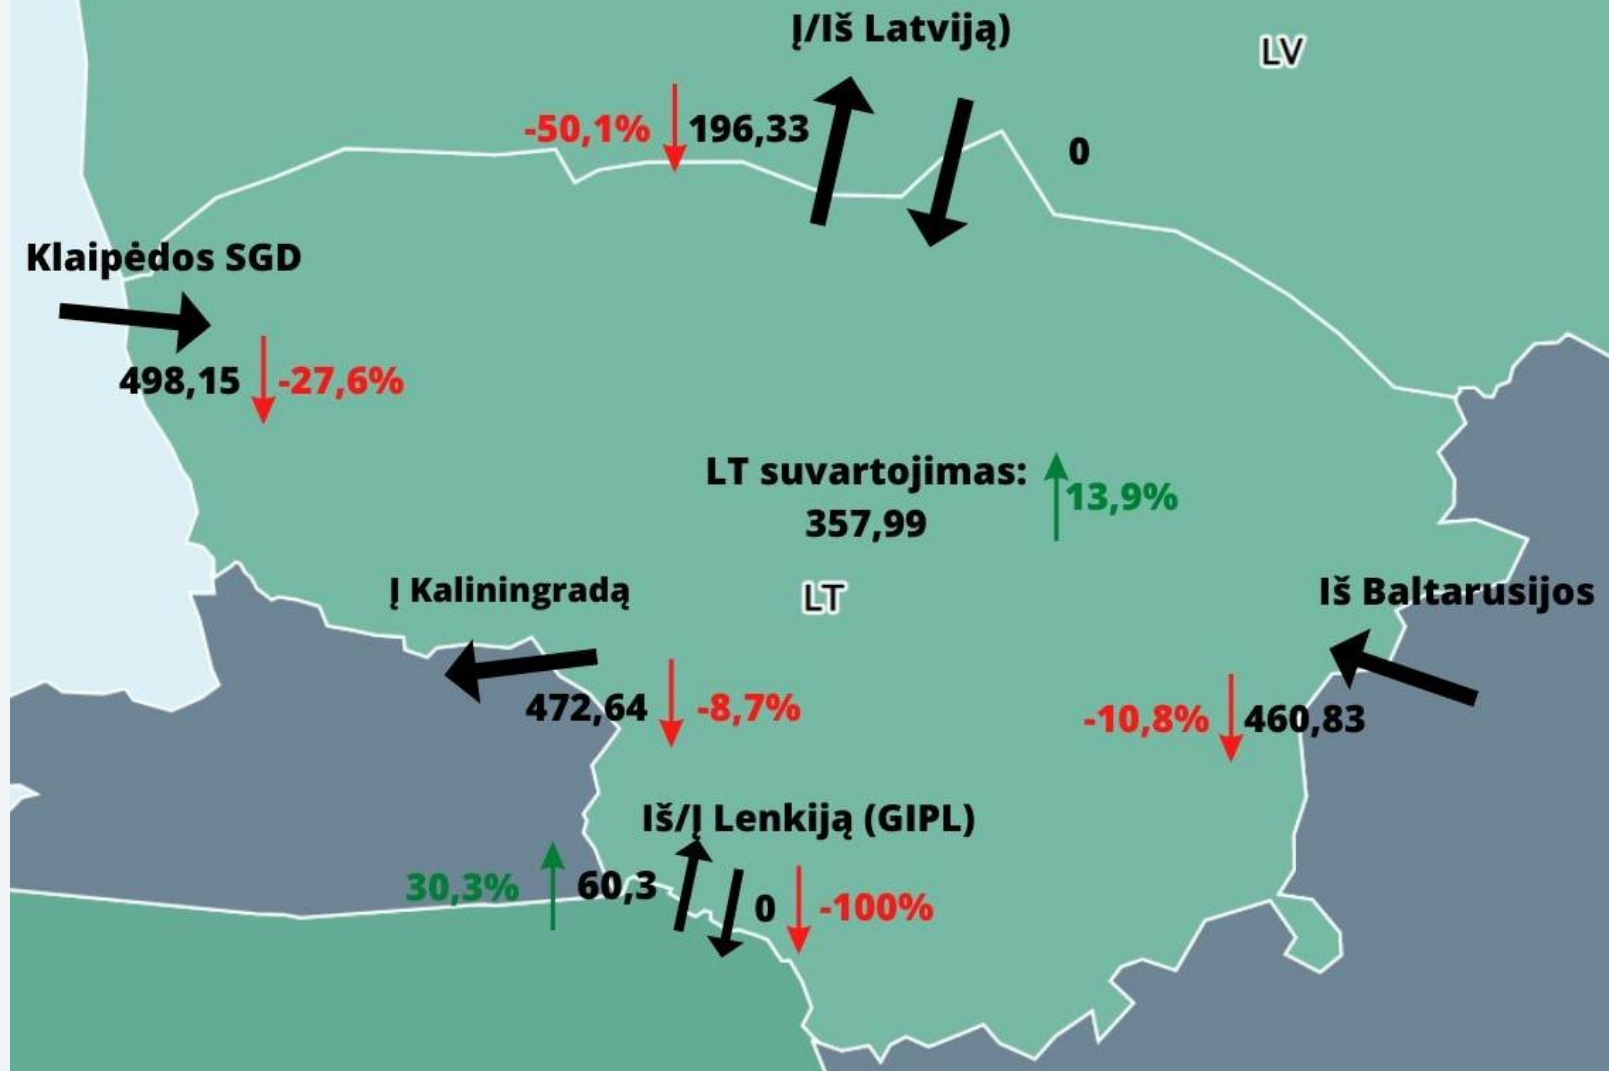 Į/Iš Latviją)
LV
-50,1% 196,33
0
Klaipėdos SGD
498,15 -27,6%
LT suvartojimas:
13,9%
357,99
Į Kaliningradą
LT
Iš Baltarusijos
472,64 -8,7%
-10,8% 460,83
Iš/Į Lenkiją (GIPL)
30,3% 60,3
0 -100%